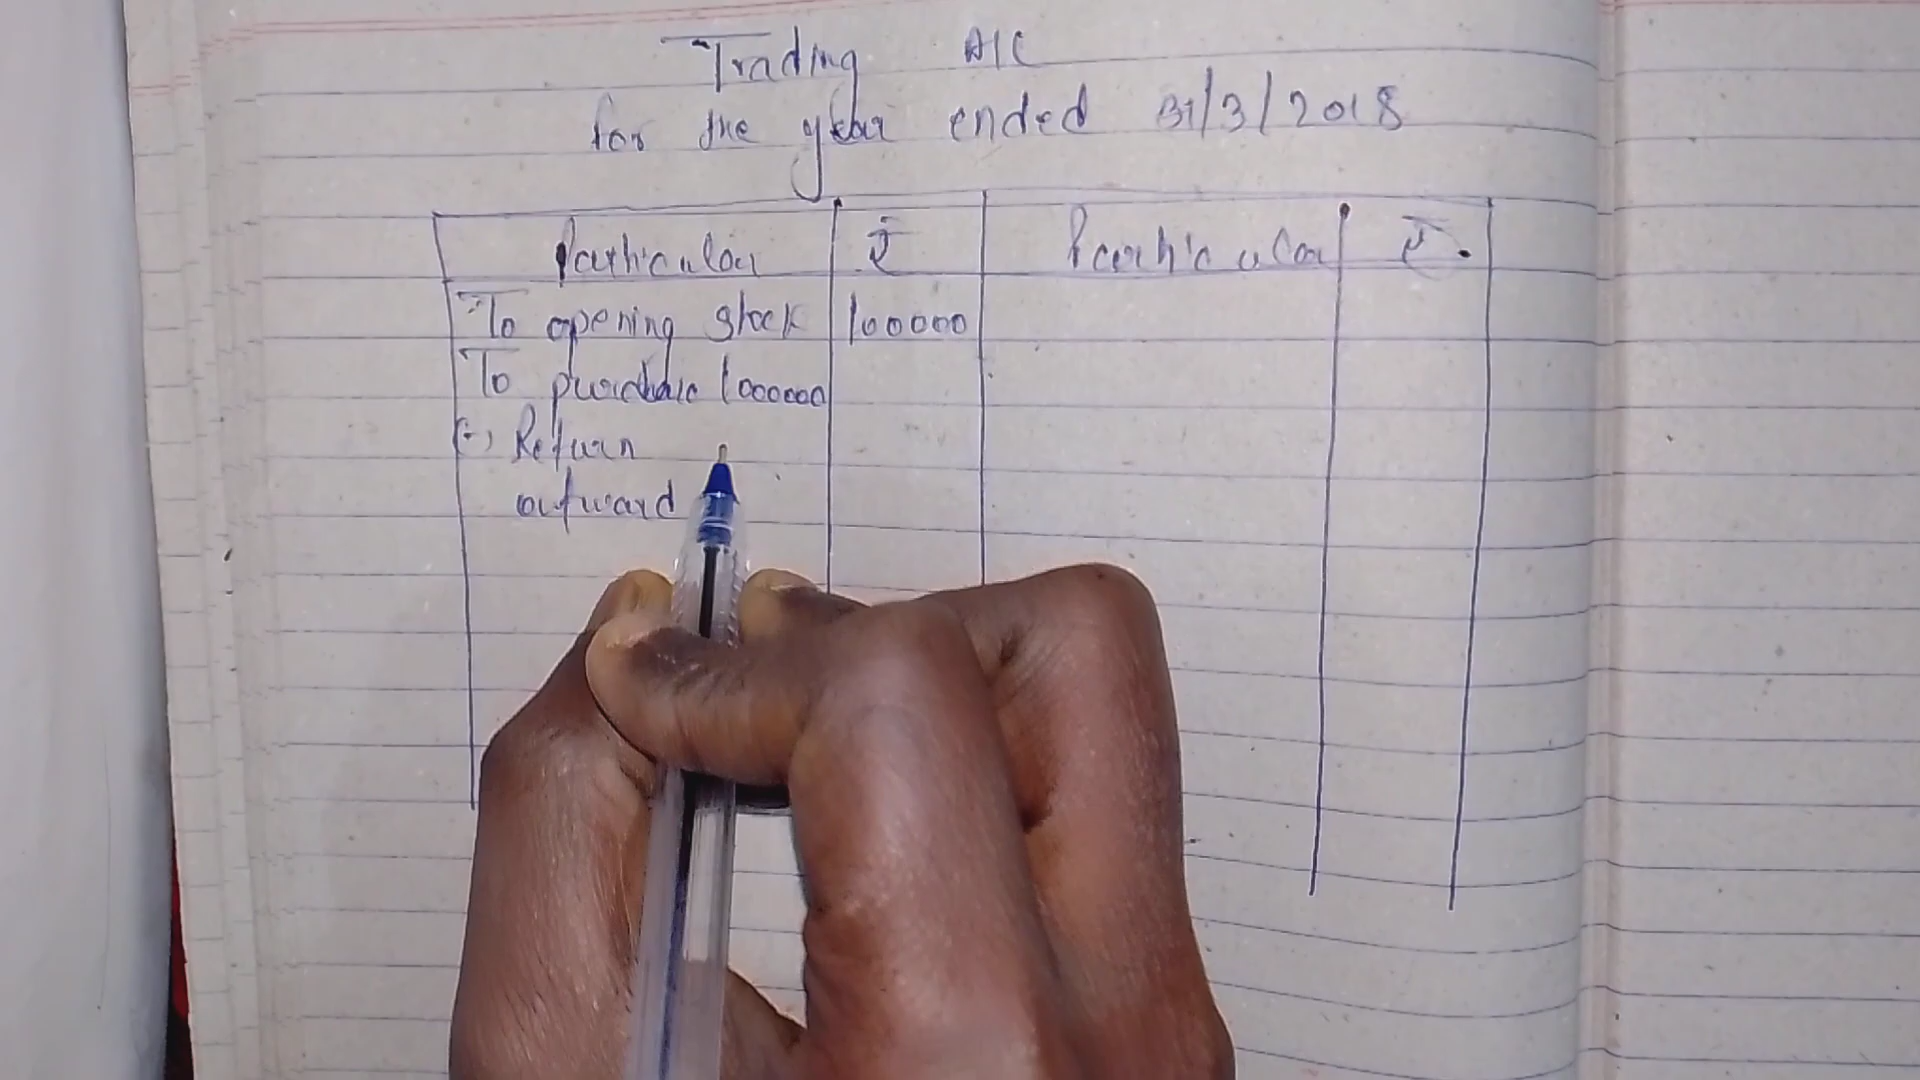 Trading A/C
for the year ended 31/3/2018
Particular ₹ Particular ₹
To opening stock 100000
To purchase 1000000
(-) Return
outward